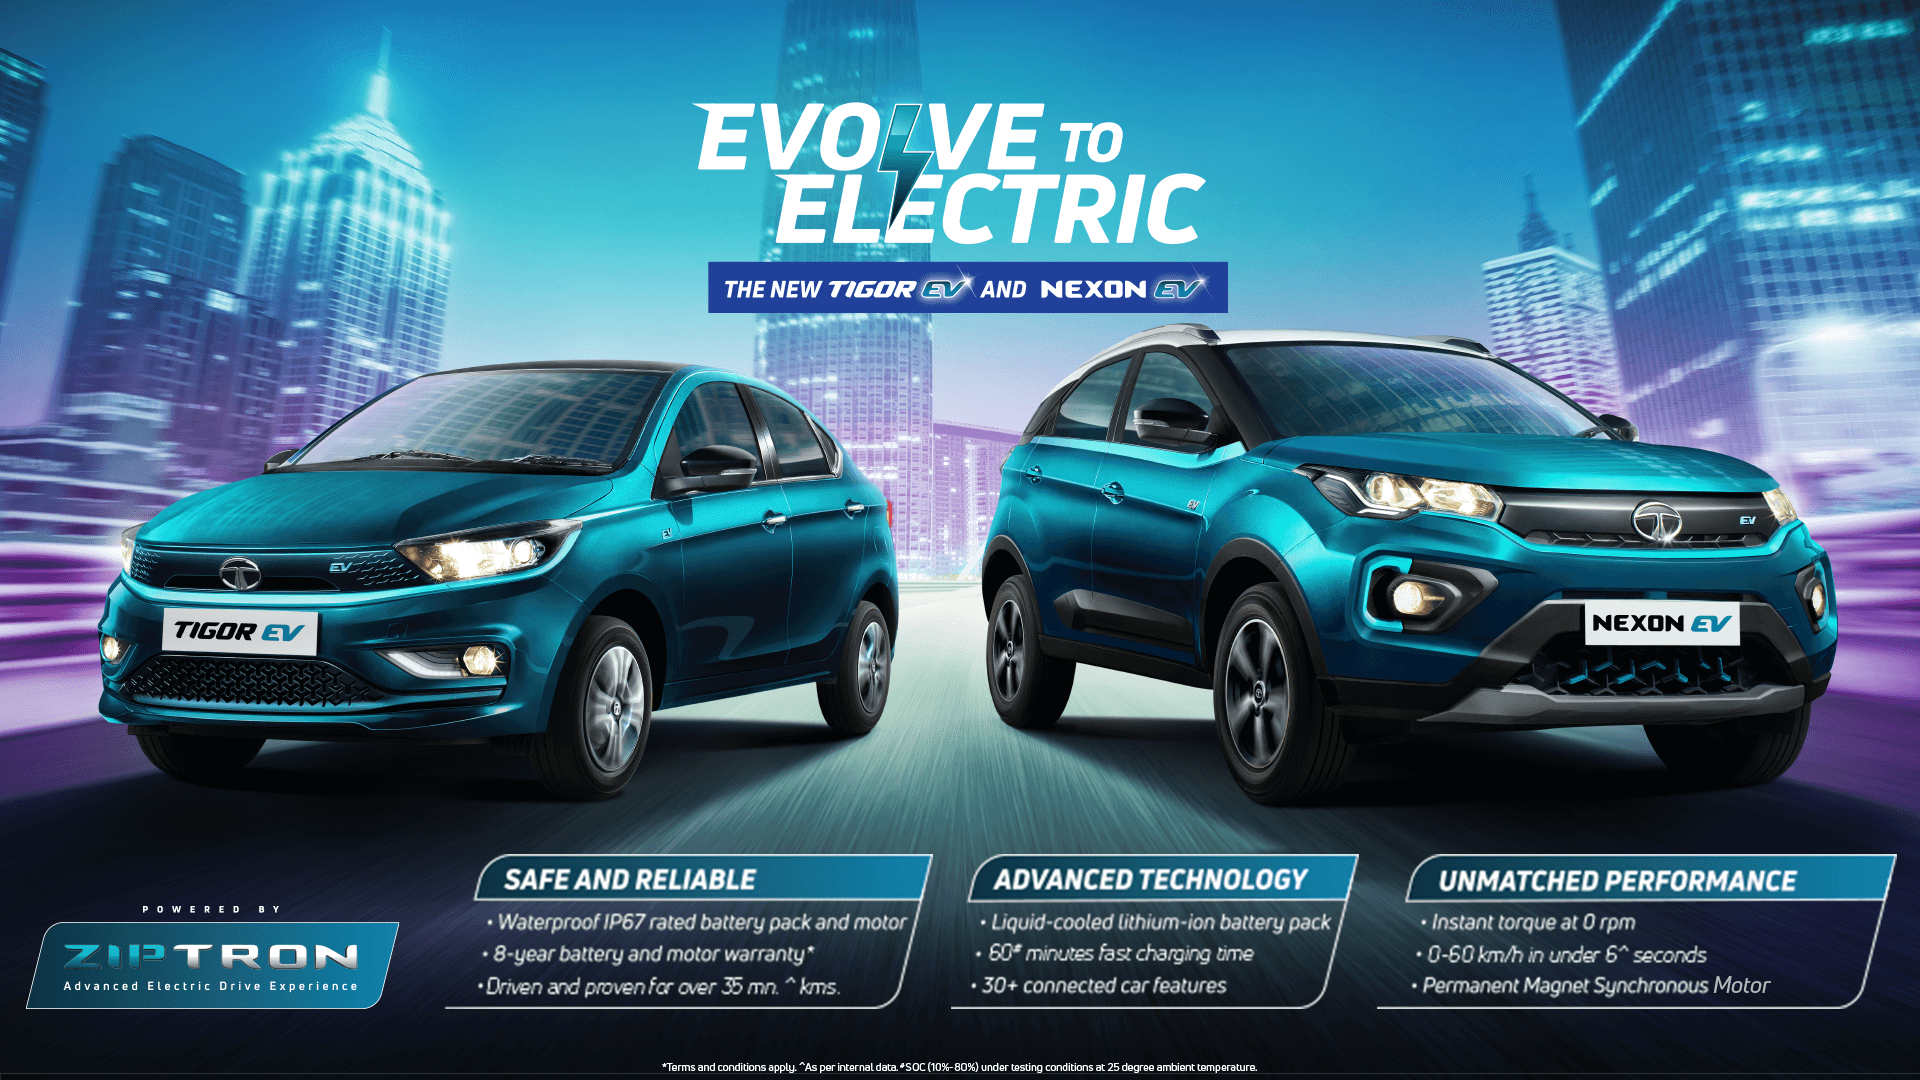 EVOLVE TO
ELECTRIC
THE NEW TIGOR EV AND NEXON EV
EV
EV
EV
EV
TIGOR EV
NEXON EV
POWERED BY
ZIPTRON
Advanced Electric Drive Experience
SAFE AND RELIABLE
• Waterproof IP67 rated battery pack and motor
• 8-year battery and motor warranty*
• Driven and proven for over 35 mn. ^ kms.
ADVANCED TECHNOLOGY
• Liquid-cooled lithium-ion battery pack
• 60# minutes fast charging time
• 30+ connected car features
UNMATCHED PERFORMANCE
• Instant torque at 0 rpm
• 0-60 km/h in under 6^ seconds
• Permanent Magnet Synchronous Motor
*Terms and conditions apply. ^As per internal data. #SOC (10%-80%) under testing conditions at 25 degree ambient temperature.